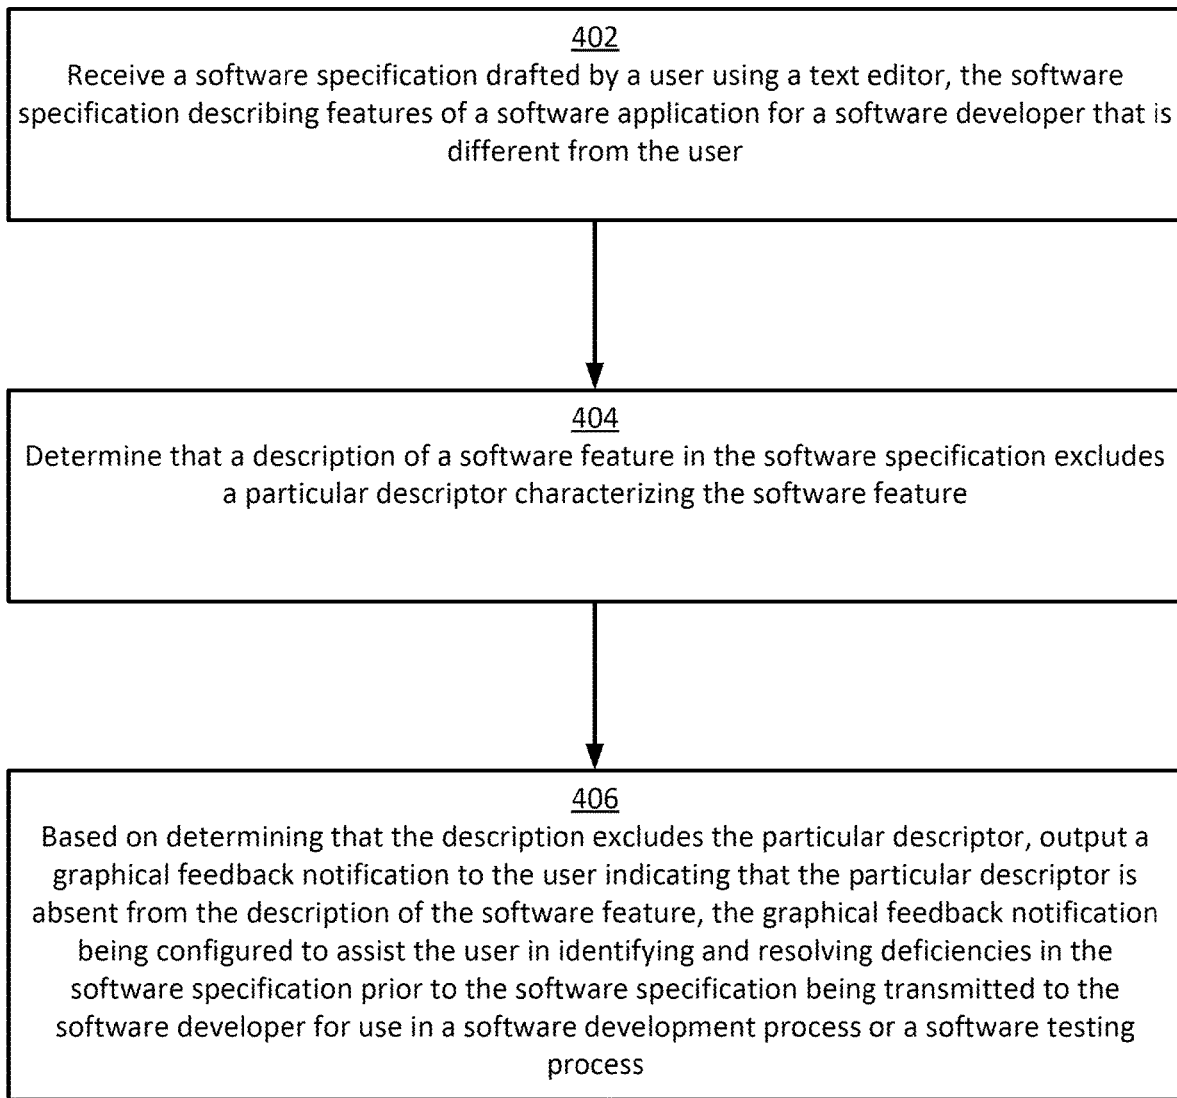 402
Receive a software specification drafted by a user using a text editor, the software
specification describing features of a software application for a software developer that is
different from the user
404
Determine that a description of a software feature in the software specification excludes
a particular descriptor characterizing the software feature
406
Based on determining that the description excludes the particular descriptor, output a
graphical feedback notification to the user indicating that the particular descriptor is
absent from the description of the software feature, the graphical feedback notification
being configured to assist the user in identifying and resolving deficiencies in the
software specification prior to the software specification being transmitted to the
software developer for use in a software development process or a software testing
process